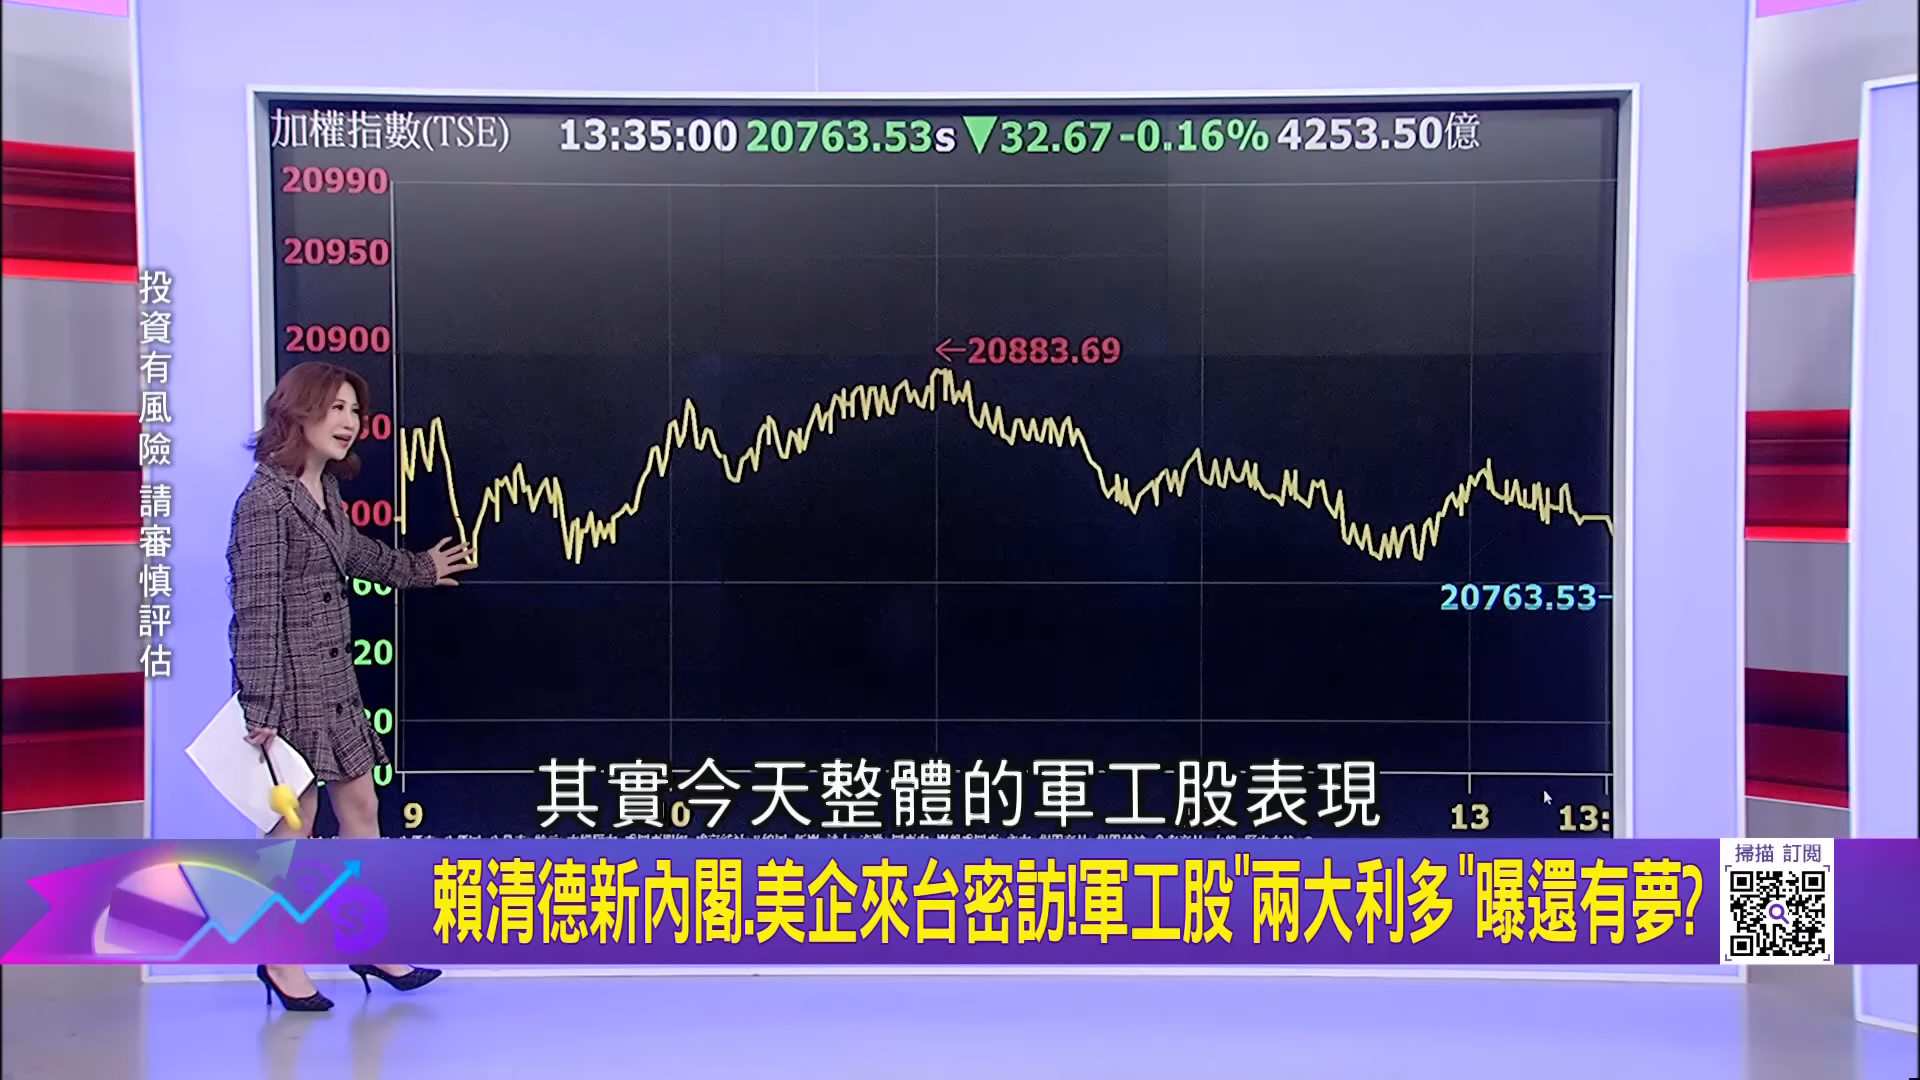 加權指數(TSE) 13:35:00 20763.53s ▼32.67 -0.16% 4253.50億
20990
20950
20900
←20883.69
20763.53
20
9
13
13:
投資有風險 請審慎評估
其實今天整體的軍工股表現
賴清德新內閣.美企來台密訪!軍工股"兩大利多"曝還有夢?
掃描 訂閱